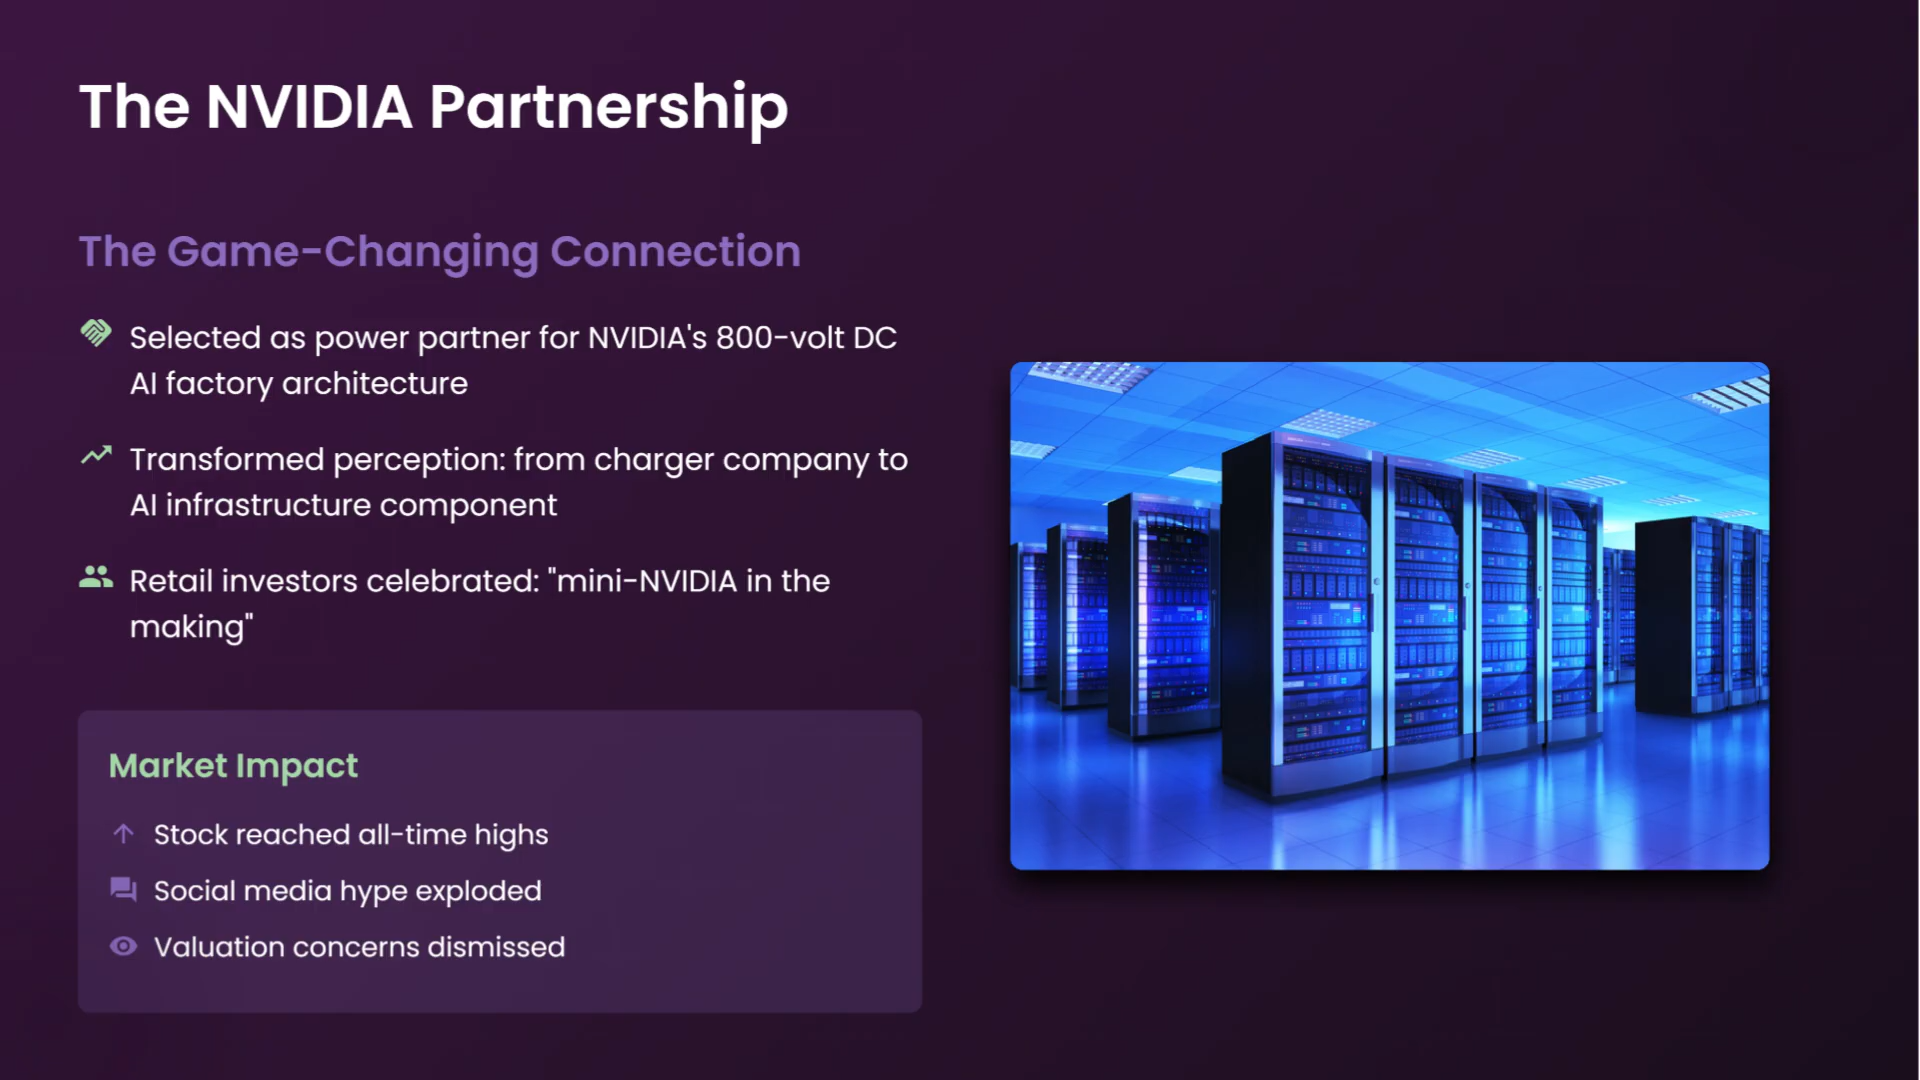 The NVIDIA Partnership
The Game-Changing Connection
Selected as power partner for NVIDIA's 800-volt DC
AI factory architecture
Transformed perception: from charger company to
AI infrastructure component
Retail investors celebrated: "mini-NVIDIA in the
making"
Market Impact
Stock reached all-time highs
Social media hype exploded
Valuation concerns dismissed